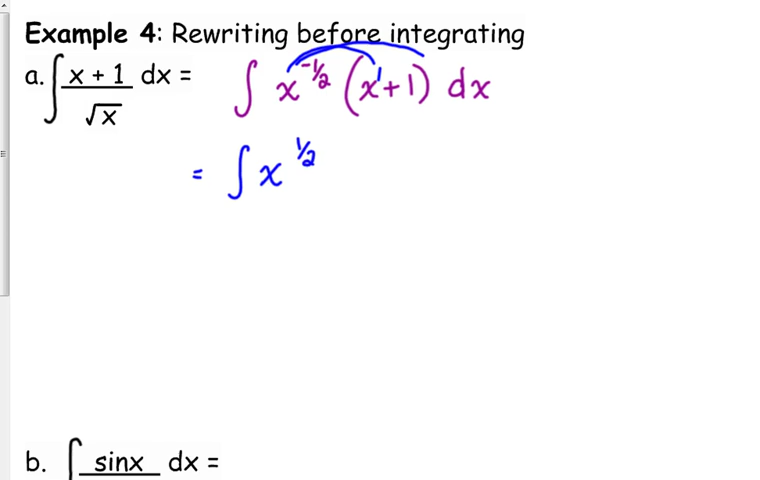 Example 4: Rewriting before integrating
a. ∫ (x + 1)/√x dx = ∫ x^(-1/2) (x^1 + 1) dx
= ∫ x^(1/2)
b. ∫ sinx dx =